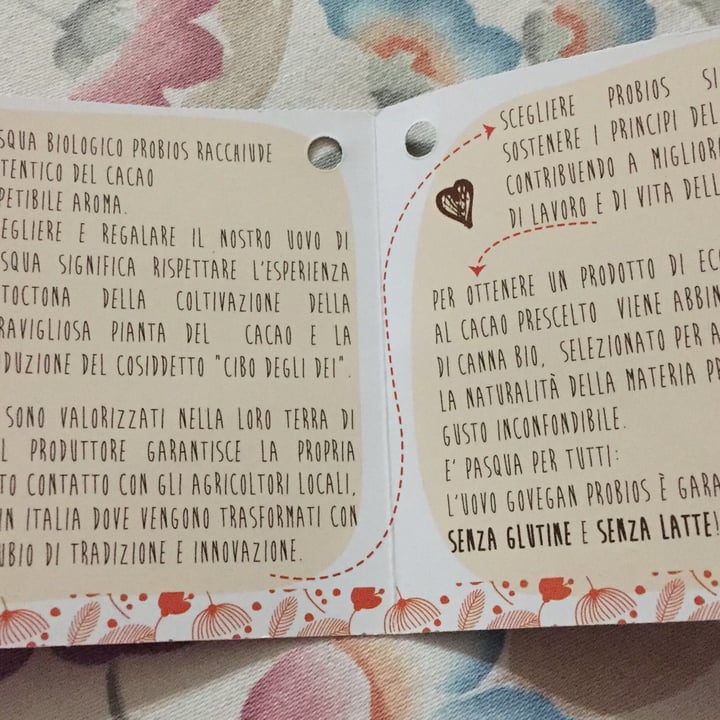 SQUA BIOLOGICO PROBIOS RACCHIUDE
TENTICO DEL CACAO
PETIBILE AROMA.
EGLIERE E REGALARE IL NOSTRO UOVO DI
SQUA SIGNIFICA RISPETTARE L'ESPERIENZA
TOCTONA DELLA COLTIVAZIONE DELLA
RAVIGLIOSA PIANTA DEL CACAO E LA
DUZIONE DEL COSIDDETTO "CIBO DEGLI DEI".
SONO VALORIZZATI NELLA LORO TERRA DI
L PRODUTTORE GARANTISCE LA PROPRIA
TO CONTATTO CON GLI AGRICOLTORI LOCALI,
IN ITALIA DOVE VENGONO TRASFORMATI CON
UBIO DI TRADIZIONE E INNOVAZIONE.
SCEGLIERE PROBIOS SI
SOSTENERE I PRINCIPI DEL
CONTRIBUENDO A MIGLIOR
DI LAVORO E DI VITA DELL
PER OTTENERE UN PRODOTTO DI EC
AL CACAO PRESCELTO VIENE ABBIN
DI CANNA BIO, SELEZIONATO PER A
LA NATURALITÀ DELLA MATERIA PR
GUSTO INCONFONDIBILE.
E' PASQUA PER TUTTI:
L'UOVO GOVEGAN PROBIOS È GARA
SENZA GLUTINE E SENZA LATTE!